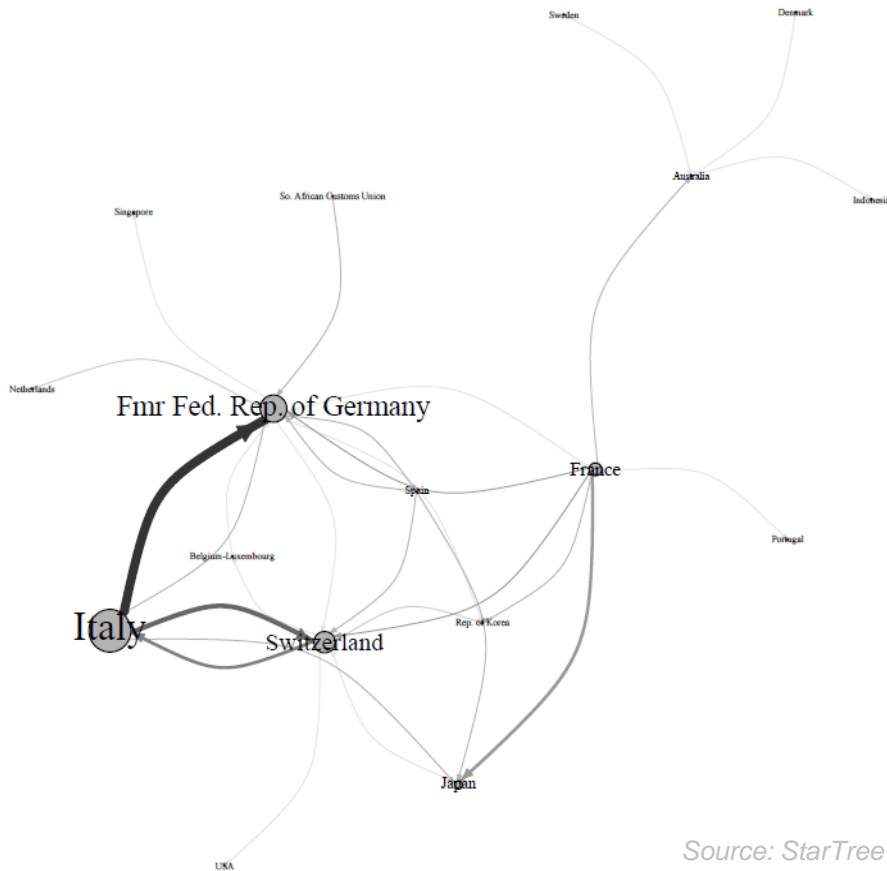 Sweden
Denmark
Australia
Indonesia
So. African Customs Union
Singapore
Netherlands
Fmr Fed. Rep. of Germany
France
Spain
Portugal
Belgium-Luxembourg
Rep. of Korea
Italy
Switzerland
Japan
USA
Source: StarTree